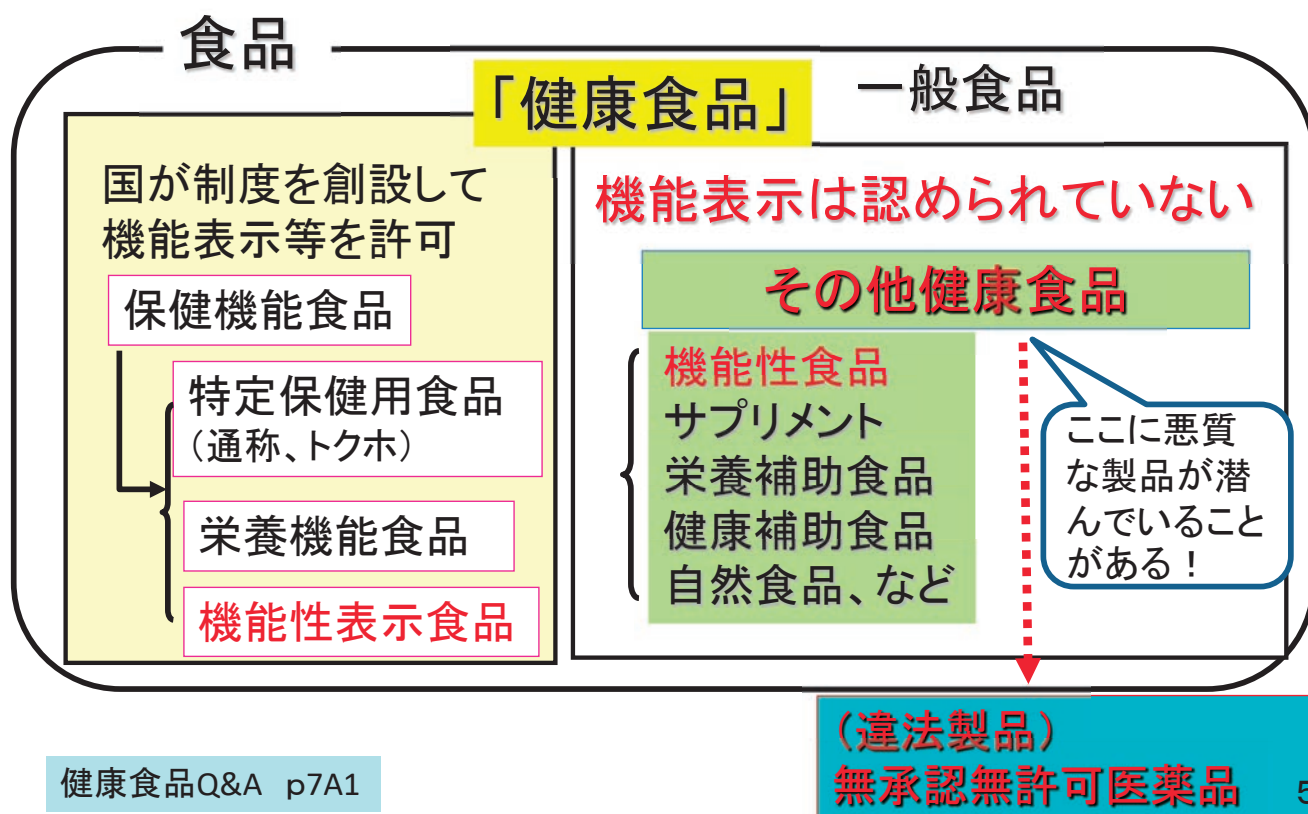 食品
「健康食品」
一般食品
国が制度を創設して
機能表示等を許可
保健機能食品
特定保健用食品
（通称、トクホ）
栄養機能食品
機能性表示食品
機能表示は認められていない
その他健康食品
機能性食品
サプリメント
栄養補助食品
健康補助食品
自然食品、など
ここに悪質
な製品が潜
んでいること
がある！
（違法製品）
無承認無許可医薬品
健康食品Q&A p7A1
5